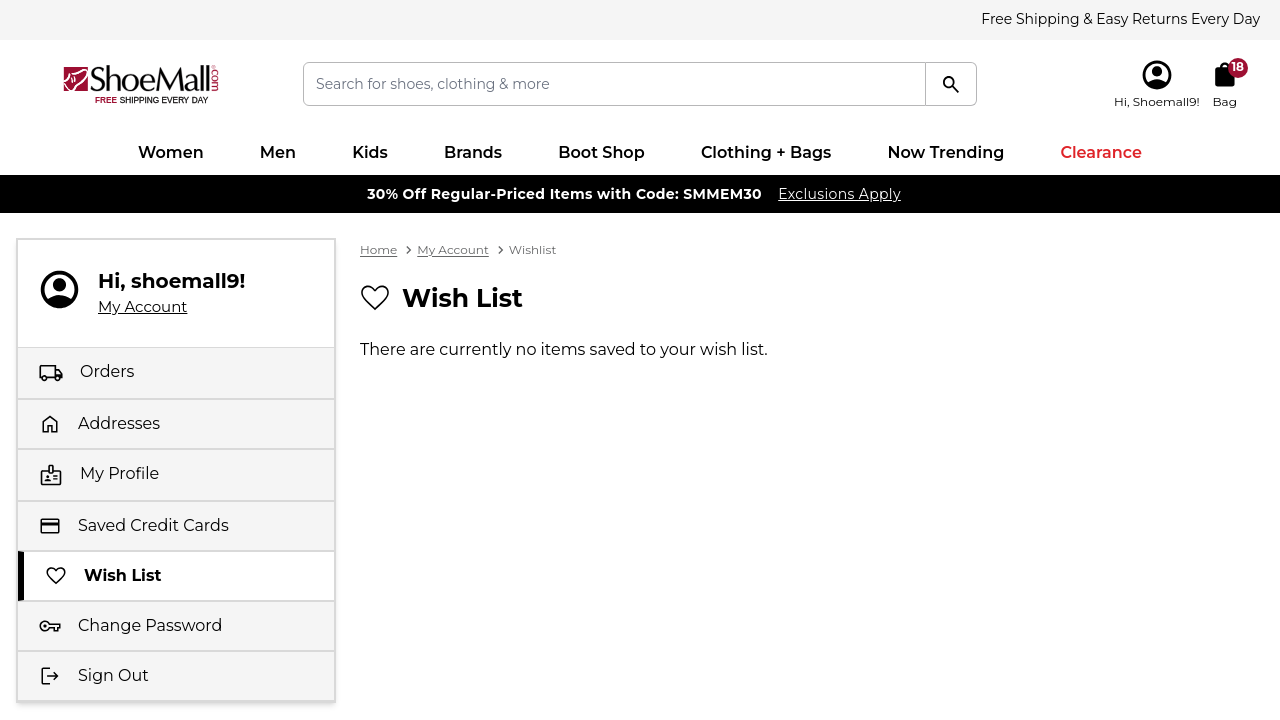 Free Shipping & Easy Returns Every Day
ShoeMall.com
FREE SHIPPING EVERY DAY
Search for shoes, clothing & more
Hi, Shoemall9!
18
Bag
Women Men Kids Brands Boot Shop Clothing + Bags Now Trending Clearance
30% Off Regular-Priced Items with Code: SMMEM30 Exclusions Apply
Hi, shoemall9!
My Account
Orders
Addresses
My Profile
Saved Credit Cards
Wish List
Change Password
Sign Out
Home > My Account > Wishlist
Wish List
There are currently no items saved to your wish list.